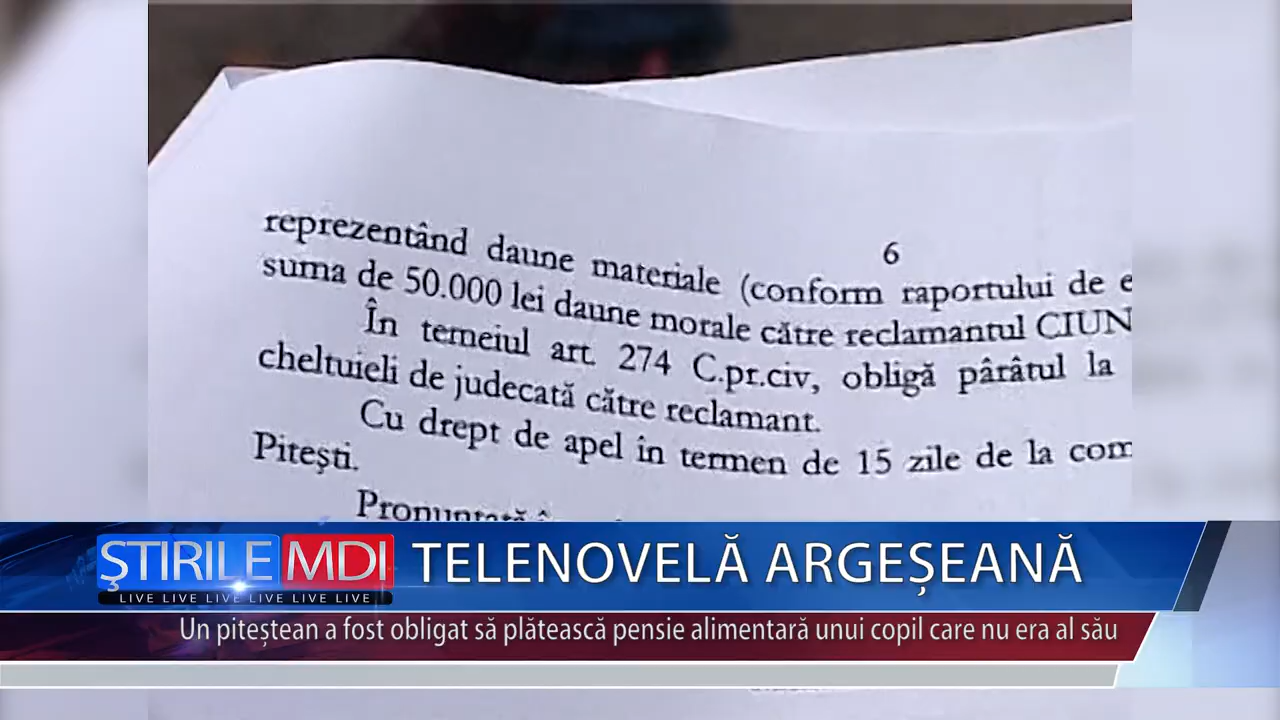 6
reprezentând daune materiale (conform raportului de e
suma de 50.000 lei daune morale către reclamantul CIUN
În temeiul art. 274 C.pr.civ, obligă pârâtul la
cheltuieli de judecată către reclamant.
Cu drept de apel în termen de 15 zile de la com
Piteşti.
Pronunţată
ŞTIRILE MDI TELENOVELĂ ARGEȘEANĂ
LIVE LIVE LIVE LIVE LIVE LIVE
Un piteștean a fost obligat să plătească pensie alimentară unui copil care nu era al său